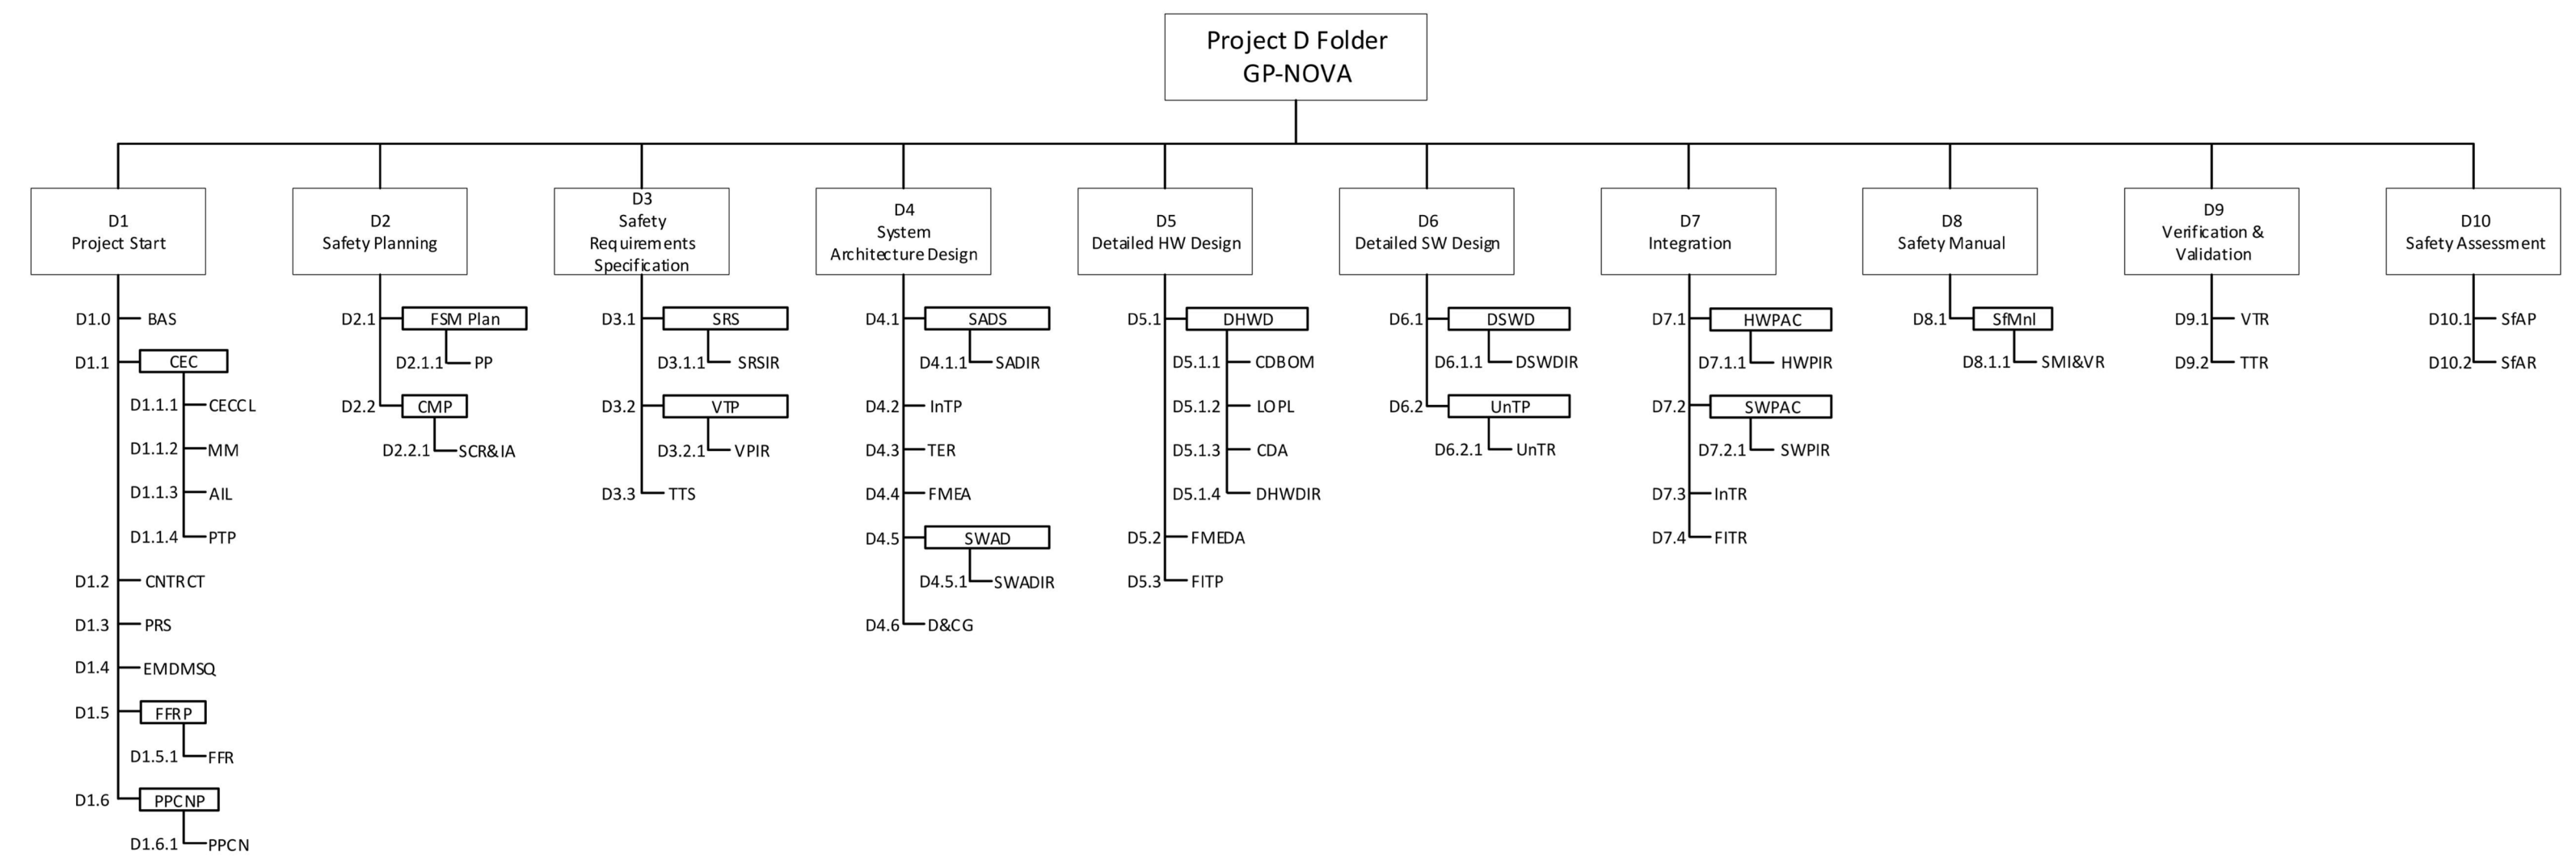 Project D Folder
GP-NOVA
D1
Project Start
D1.0 BAS
D1.1 CEC
D1.1.1 CECCL
D1.1.2 MM
D1.1.3 AIL
D1.1.4 PTP
D1.2 CNTRCT
D1.3 PRS
D1.4 EMDMSQ
D1.5 FFRP
D1.5.1 FFR
D1.6 PPCNP
D1.6.1 PPCN
D2
Safety Planning
D2.1 FSM Plan
D2.1.1 PP
D2.2 CMP
D2.2.1 SCR&IA
D3
Safety
Requirements
Specification
D3.1 SRS
D3.1.1 SRSIR
D3.2 VTP
D3.2.1 VPIR
D3.3 TTS
D4
System
Architecture Design
D4.1 SADS
D4.1.1 SADIR
D4.2 InTP
D4.3 TER
D4.4 FMEA
D4.5 SWAD
D4.5.1 SWADIR
D4.6 D&CG
D5
Detailed HW Design
D5.1 DHWD
D5.1.1 CDBOM
D5.1.2 LOPL
D5.1.3 CDA
D5.1.4 DHWDIR
D5.2 FMEDA
D5.3 FITP
D6
Detailed SW Design
D6.1 DSWD
D6.1.1 DSWDIR
D6.2 UnTP
D6.2.1 UnTR
D7
Integration
D7.1 HWPAC
D7.1.1 HWPIR
D7.2 SWPAC
D7.2.1 SWPIR
D7.3 InTR
D7.4 FITR
D8
Safety Manual
D8.1 SfMnl
D8.1.1 SMI&VR
D9
Verification &
Validation
D9.1 VTR
D9.2 TTR
D10
Safety Assessment
D10.1 SfAP
D10.2 SfAR